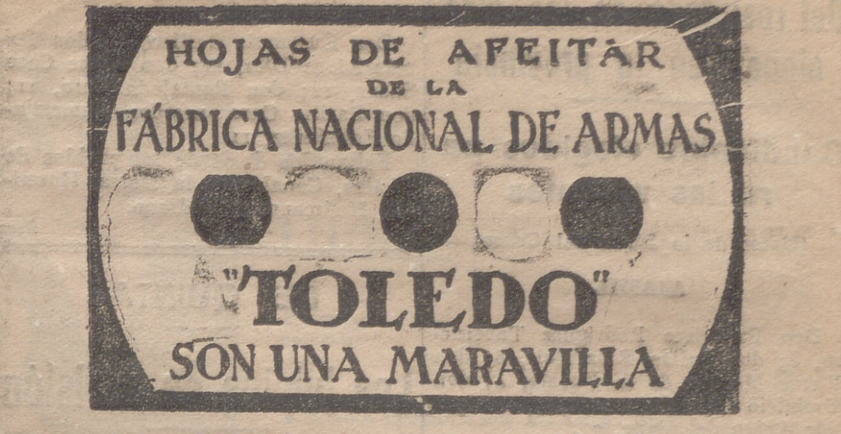 HOJAS DE AFEITAR
DE LA
FÁBRICA NACIONAL DE ARMAS
"TOLEDO"
SON UNA MARAVILLA